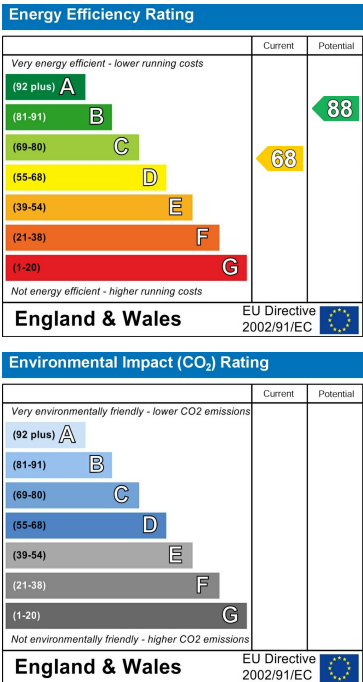 Energy Efficiency Rating
Current Potential
Very energy efficient - lower running costs
(92 plus) A
(81-91) B
88
(69-80) C
68
(55-68) D
(39-54) E
(21-38) F
(1-20) G
Not energy efficient - higher running costs
England & Wales EU Directive
2002/91/EC
Environmental Impact (CO₂) Rating
Current Potential
Very environmentally friendly - lower CO2 emissions
(92 plus) A
(81-91) B
(69-80) C
(55-68) D
(39-54) E
(21-38) F
(1-20) G
Not environmentally friendly - higher CO2 emissions
England & Wales EU Directive
2002/91/EC